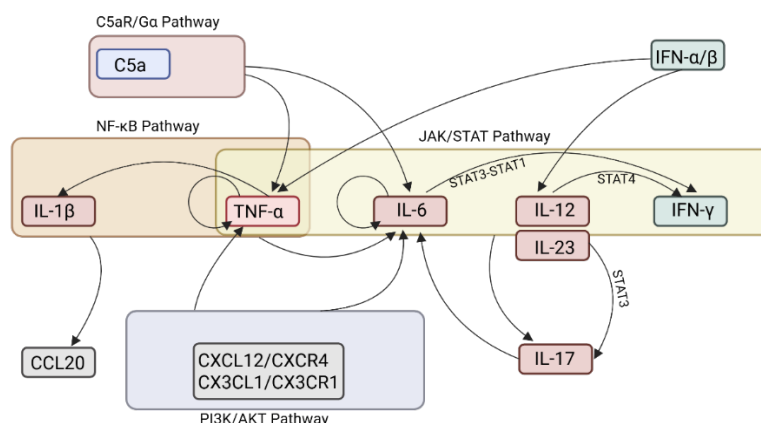 C5aR/Gα Pathway
C5a
IFN-α/β
NF-κB Pathway
JAK/STAT Pathway
STAT3-STAT1
STAT4
IL-1β
TNF-α
IL-6
IL-12
IFN-γ
IL-23
STAT3
CCL20
CXCL12/CXCR4
CX3CL1/CX3CR1
IL-17
PI3K/AKT Pathway